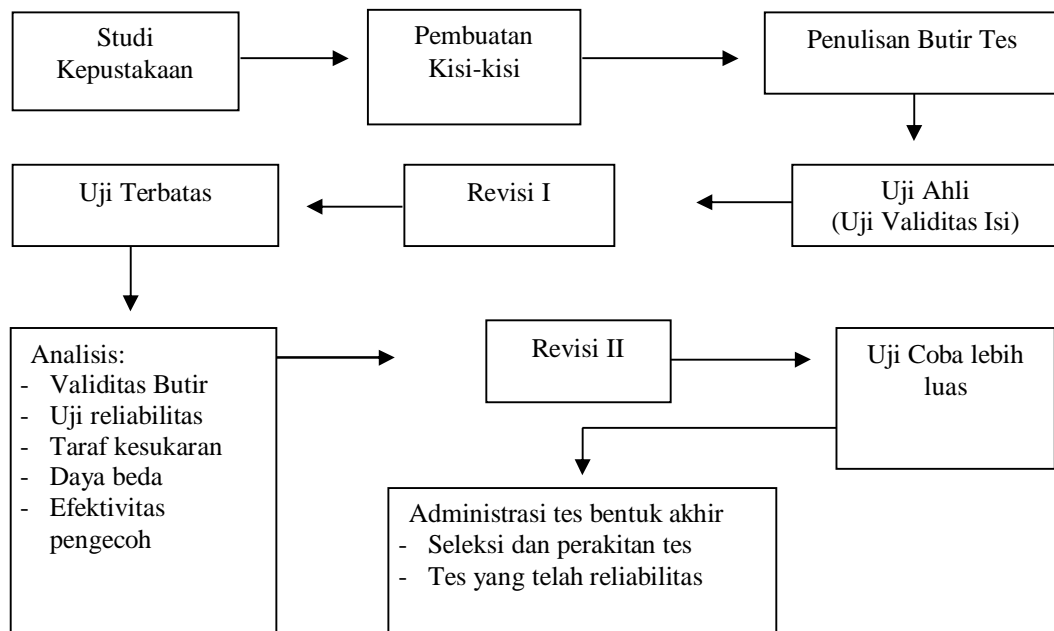 Studi
Kepustakaan
Pembuatan
Kisi-kisi
Penulisan Butir Tes
Uji Ahli
(Uji Validitas Isi)
Revisi I
Uji Terbatas
Analisis:
- Validitas Butir
- Uji reliabilitas
- Taraf kesukaran
- Daya beda
- Efektivitas
pengecoh
Revisi II
Uji Coba lebih
luas
Administrasi tes bentuk akhir
- Seleksi dan perakitan tes
- Tes yang telah reliabilitas